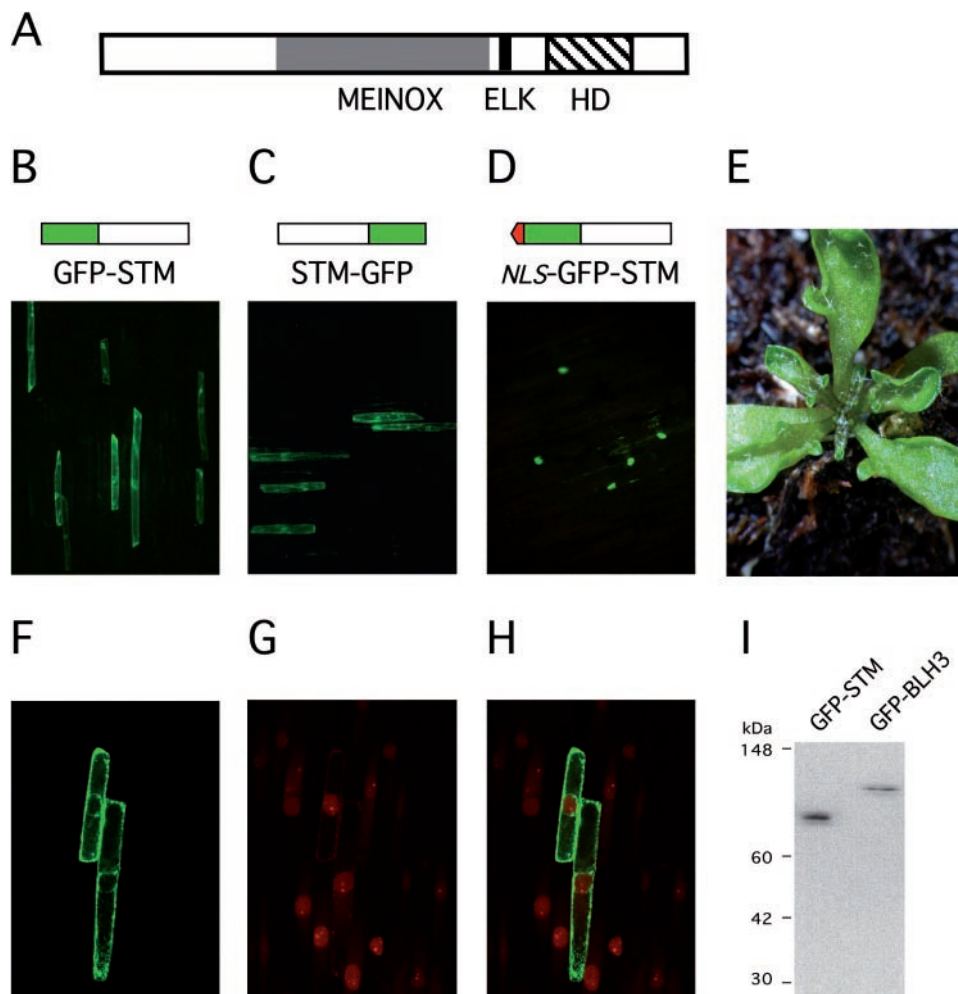 A
MEINOX ELK HD
B C D E
GFP-STM STM-GFP NLS-GFP-STM
F G H I
GFP-STM GFP-BLH3
kDa
148
60
42
30